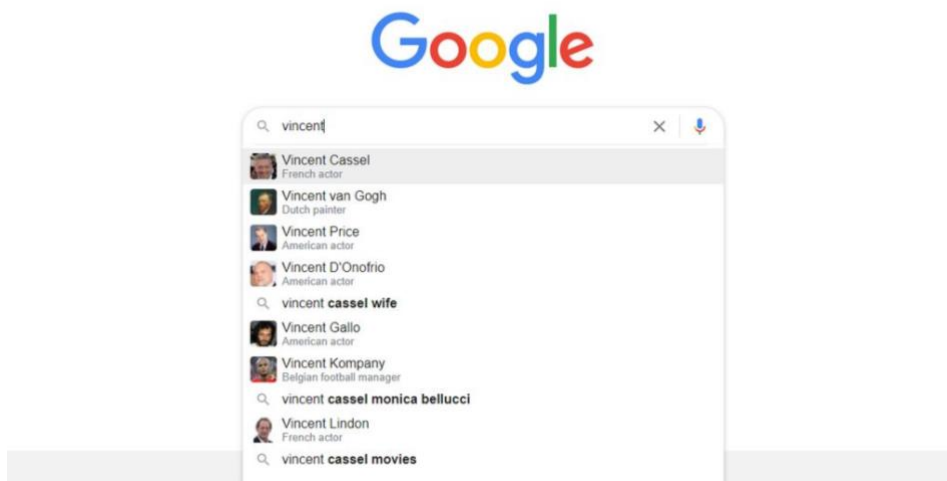 Google
vincent
Vincent Cassel
French actor
Vincent van Gogh
Dutch painter
Vincent Price
American actor
Vincent D'Onofrio
American actor
vincent cassel wife
Vincent Gallo
American actor
Vincent Kompany
Belgian football manager
vincent cassel monica bellucci
Vincent Lindon
French actor
vincent cassel movies